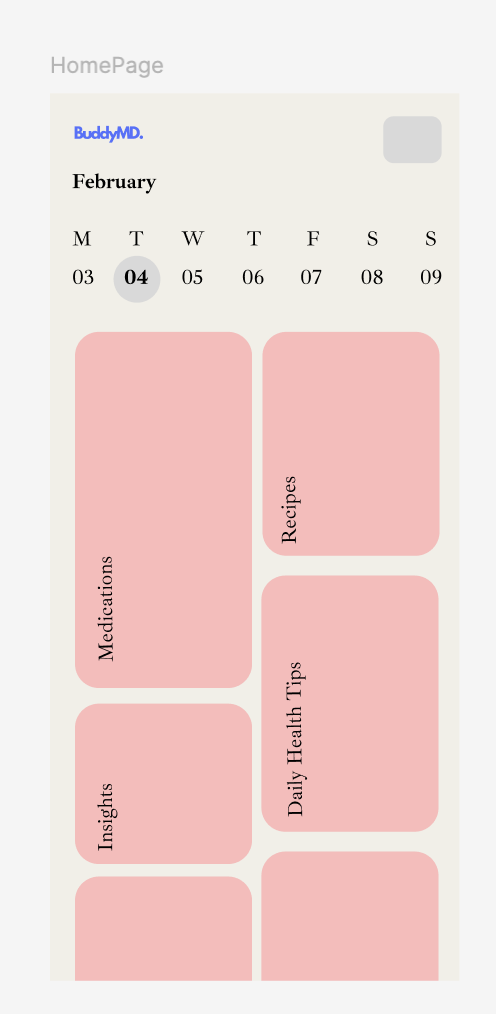 HomePage
BuddyMD.
February
M T W T F S S
03 04 05 06 07 08 09
Medications
Recipes
Daily Health Tips
Insights